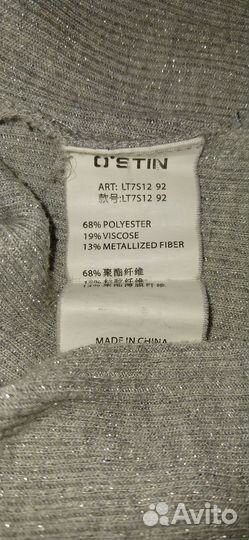 O'STIN
ART: LT7S12 92
款号:LT7S12 92
68% POLYESTER
19% VISCOSE
13% METALLIZED FIBER
68% 聚酯纤维
MADE IN CHINA
Avito